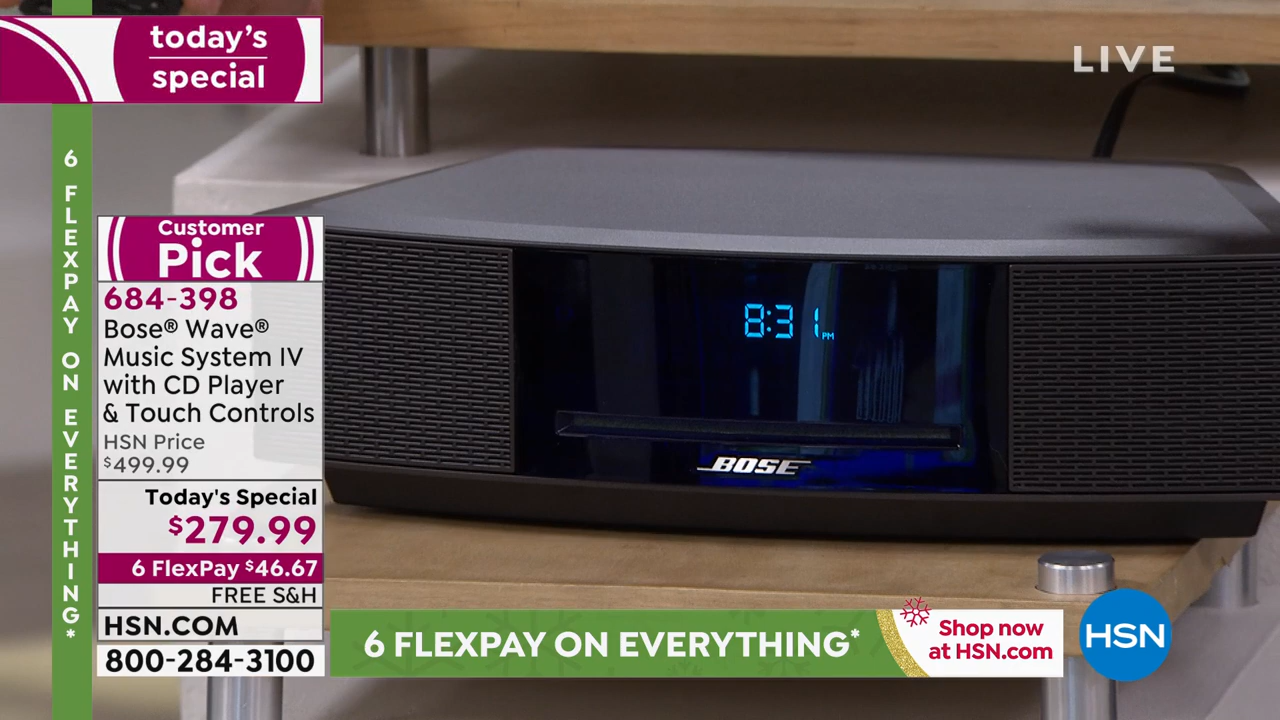 today's
special
LIVE
6 FLEXPAY ON EVERYTHING*
Customer
Pick
684-398
Bose® Wave®
Music System IV
with CD Player
& Touch Controls
HSN Price
$499.99
Today's Special
$279.99
6 FlexPay $46.67
FREE S&H
HSN.COM
800-284-3100
8:31 PM
BOSE
6 FLEXPAY ON EVERYTHING*
Shop now
at HSN.com
HSN